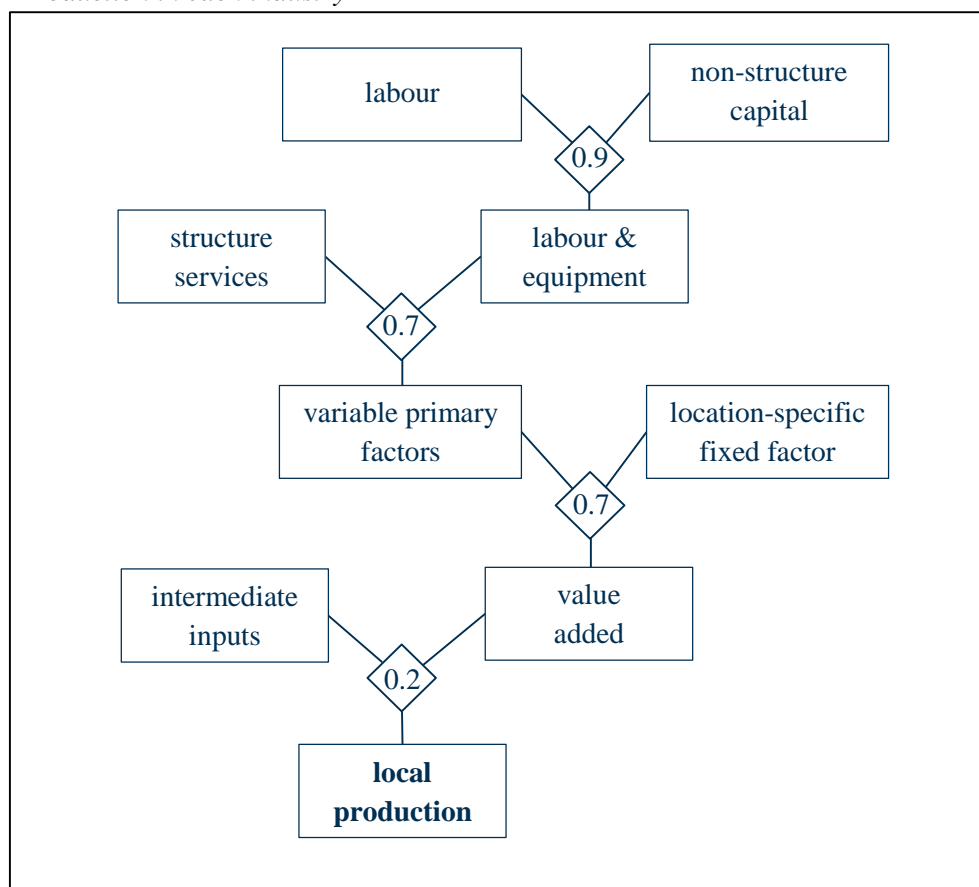 labour
non-structure
capital
0.9
structure
services
labour &
equipment
0.7
variable primary
factors
location-specific
fixed factor
0.7
intermediate
inputs
value
added
0.2
local
production